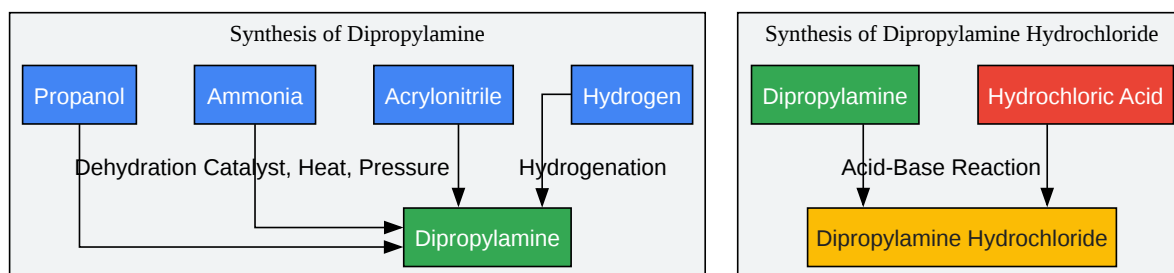 Synthesis of Dipropylamine
Propanol
Ammonia
Acrylonitrile
Hydrogen
Dehydration Catalyst, Heat, Pressure
Hydrogenation
Dipropylamine
Synthesis of Dipropylamine Hydrochloride
Dipropylamine
Hydrochloric Acid
Acid-Base Reaction
Dipropylamine Hydrochloride